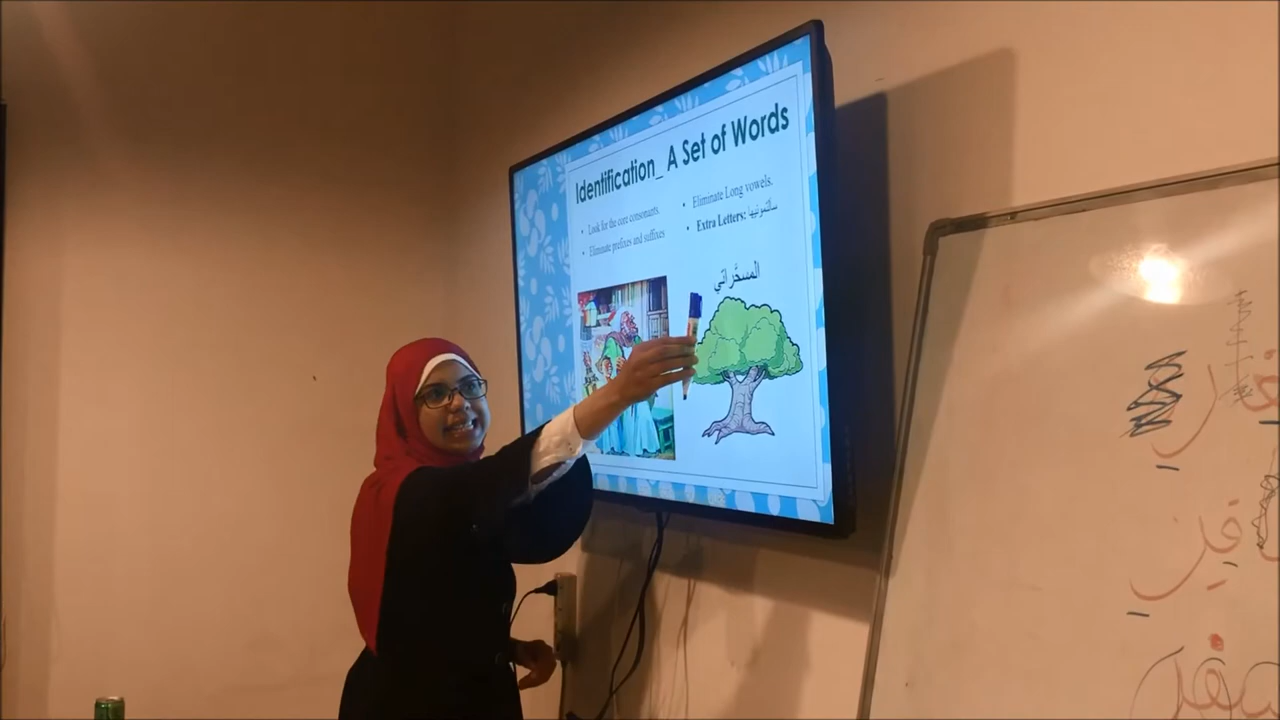 Identification_ A Set of Words
• Look for the core consonants.
• Eliminate prefixes and suffixes
• Eliminate Long vowels.
• Extra Letters: سألتمونيها
المسحَّراتي